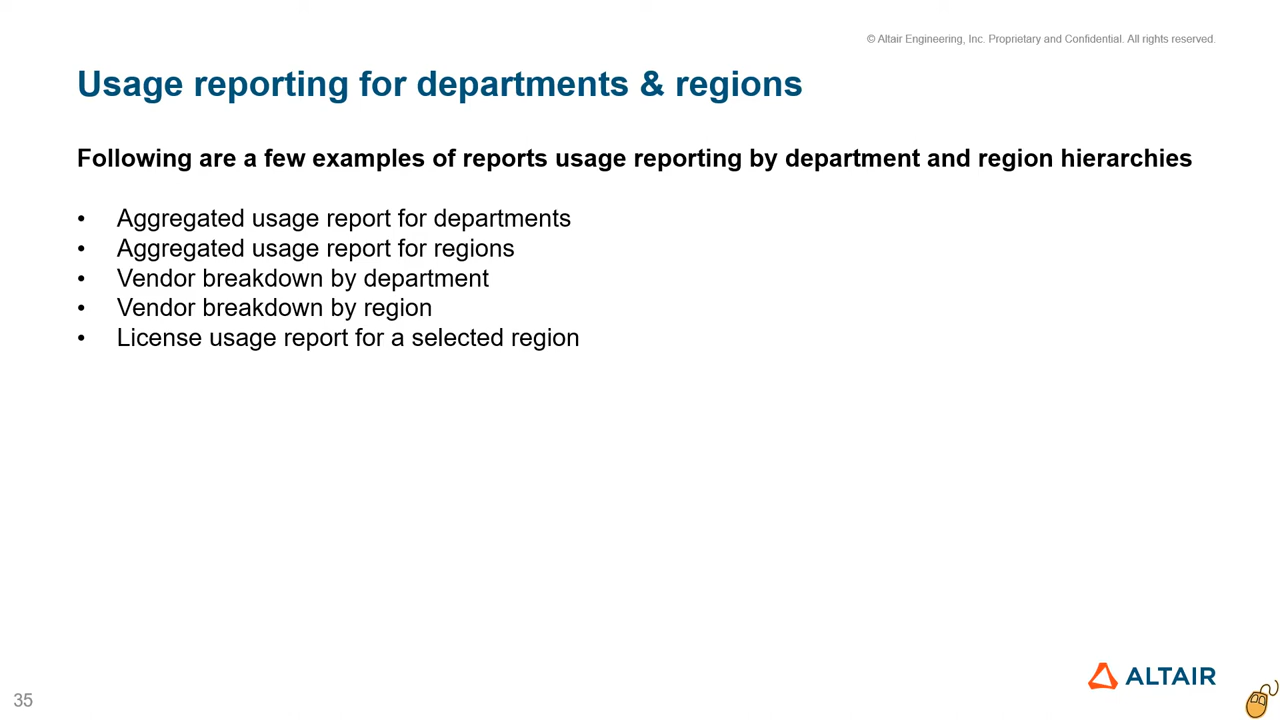 © Altair Engineering, Inc. Proprietary and Confidential. All rights reserved.
Usage reporting for departments & regions
Following are a few examples of reports usage reporting by department and region hierarchies
• Aggregated usage report for departments
• Aggregated usage report for regions
• Vendor breakdown by department
• Vendor breakdown by region
• License usage report for a selected region
ALTAIR
35